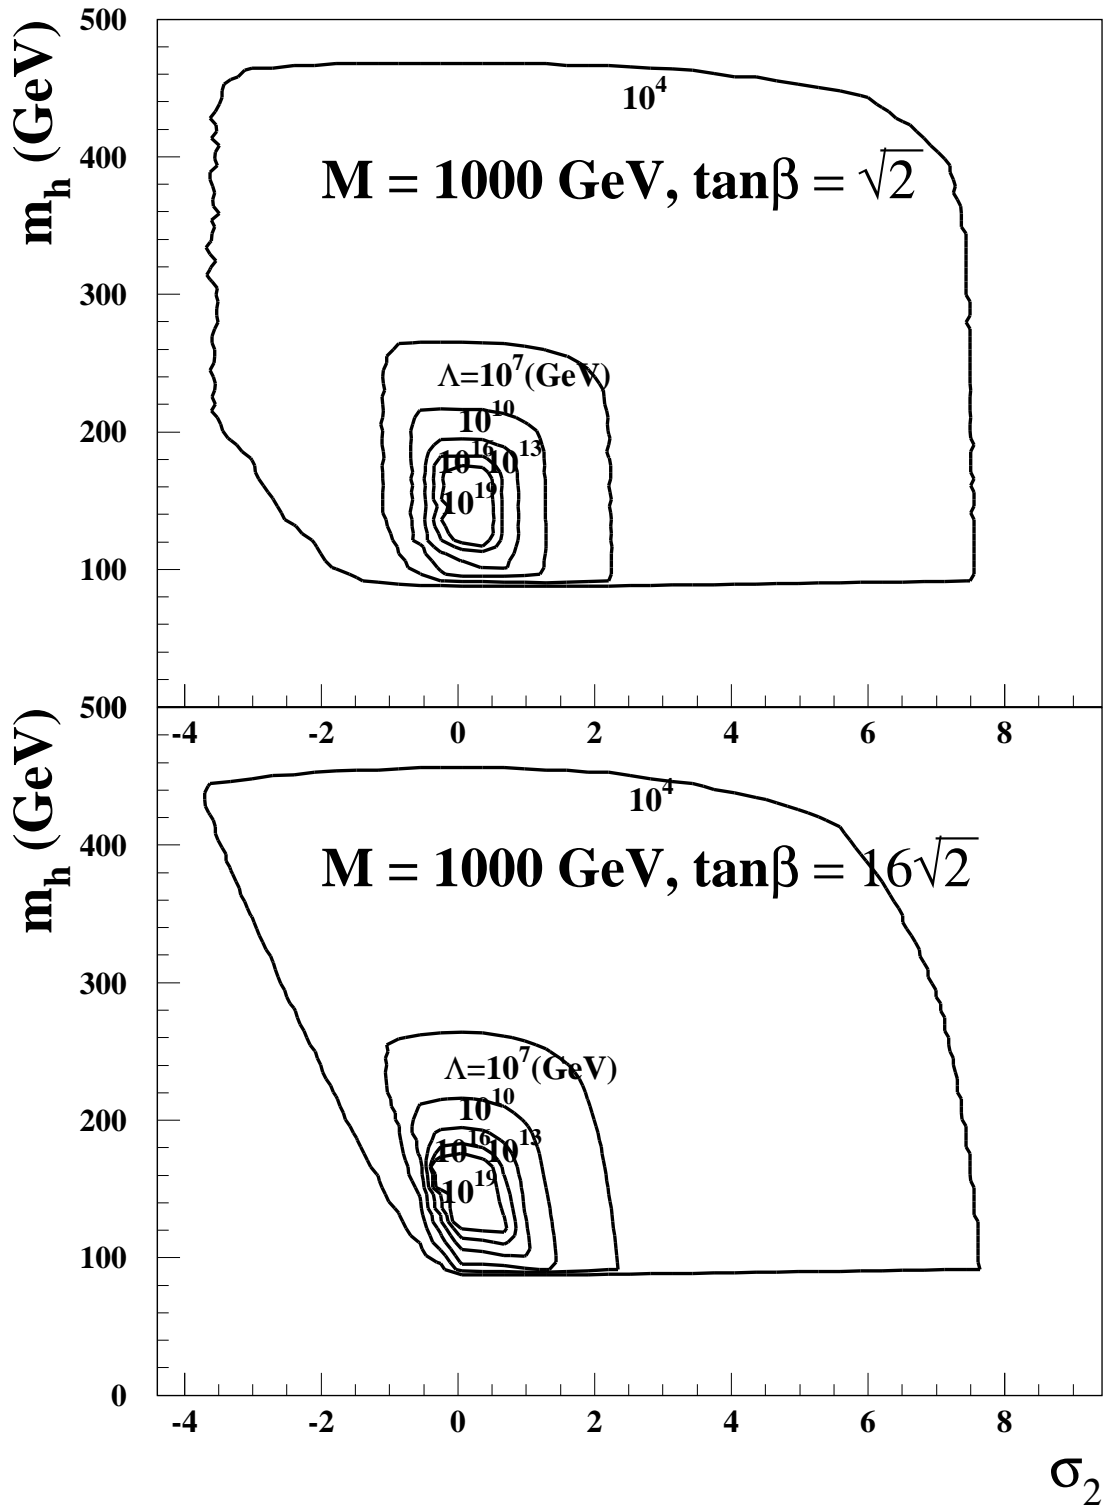 m_h (GeV)
500
400
300
200
100
10^4
M = 1000 GeV, tanβ = √2
Λ=10^7(GeV)
10^10
10^16 10^13
10^19
-4 -2 0 2 4 6 8
m_h (GeV)
500
400
300
200
100
0
10^4
M = 1000 GeV, tanβ = 16√2
Λ=10^7(GeV)
10^10
10^16 10^13
10^19
-4 -2 0 2 4 6 8
σ_2